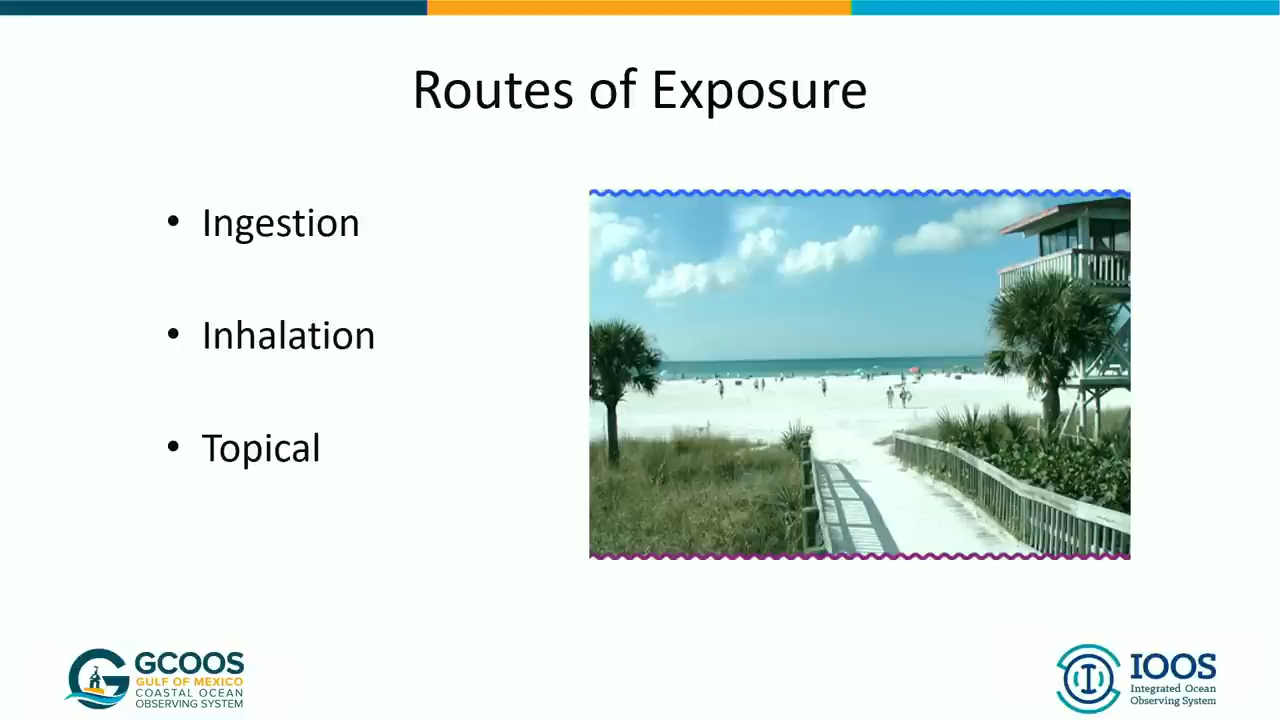 Routes of Exposure
• Ingestion
• Inhalation
• Topical
GCOOS
GULF OF MEXICO
COASTAL OCEAN
OBSERVING SYSTEM
IOOS
Integrated Ocean
Observing System